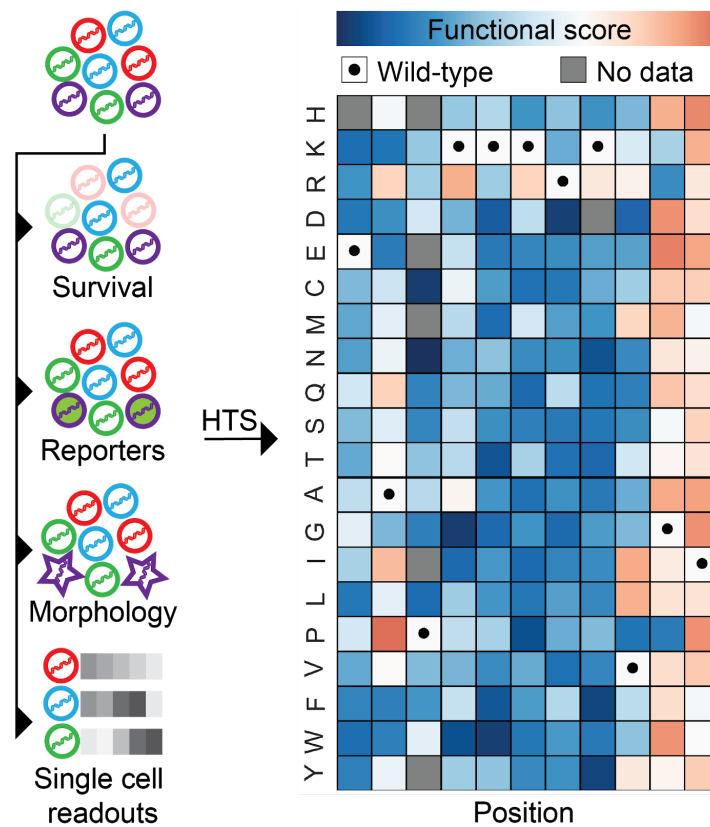 Functional score
Wild-type
No data
Survival
Reporters
Morphology
Single cell
readouts
HTS
H
K
R
D
E
C
M
N
Q
S
T
A
G
I
L
P
V
F
W
Y
Position